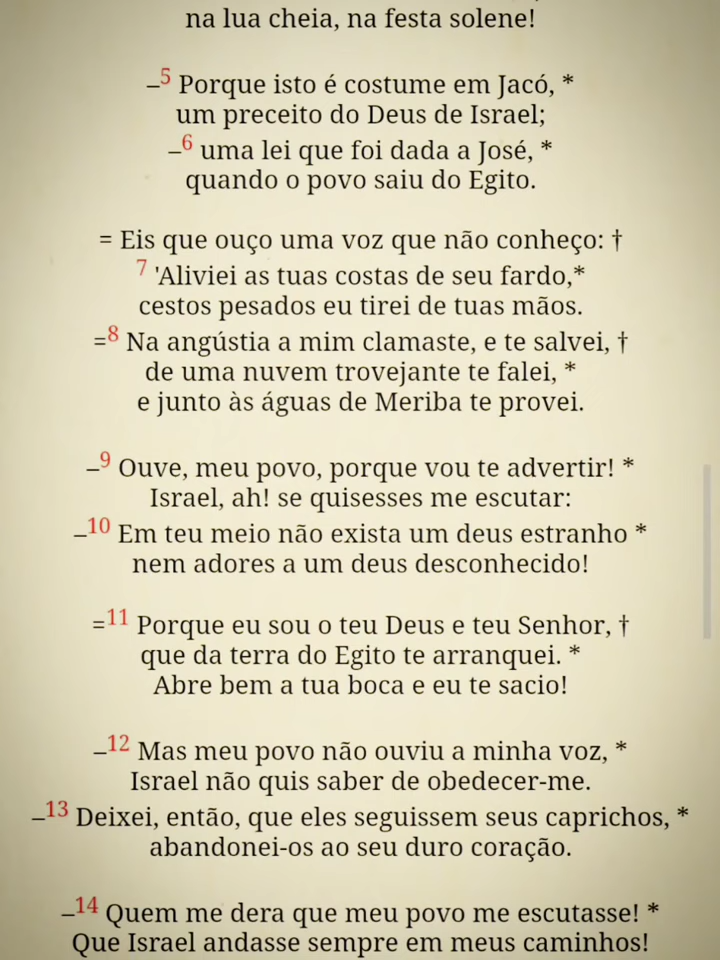 na lua cheia, na festa solene!
–5 Porque isto é costume em Jacó, *
um preceito do Deus de Israel;
–6 uma lei que foi dada a José, *
quando o povo saiu do Egito.
= Eis que ouço uma voz que não conheço: †
7 'Aliviei as tuas costas de seu fardo,*
cestos pesados eu tirei de tuas mãos.
=8 Na angústia a mim clamaste, e te salvei, †
de uma nuvem trovejante te falei, *
e junto às águas de Meriba te provei.
–9 Ouve, meu povo, porque vou te advertir! *
Israel, ah! se quisesses me escutar:
–10 Em teu meio não exista um deus estranho *
nem adores a um deus desconhecido!
=11 Porque eu sou o teu Deus e teu Senhor, †
que da terra do Egito te arranquei. *
Abre bem a tua boca e eu te sacio!
–12 Mas meu povo não ouviu a minha voz, *
Israel não quis saber de obedecer-me.
–13 Deixei, então, que eles seguissem seus caprichos, *
abandonei-os ao seu duro coração.
–14 Quem me dera que meu povo me escutasse! *
Que Israel andasse sempre em meus caminhos!